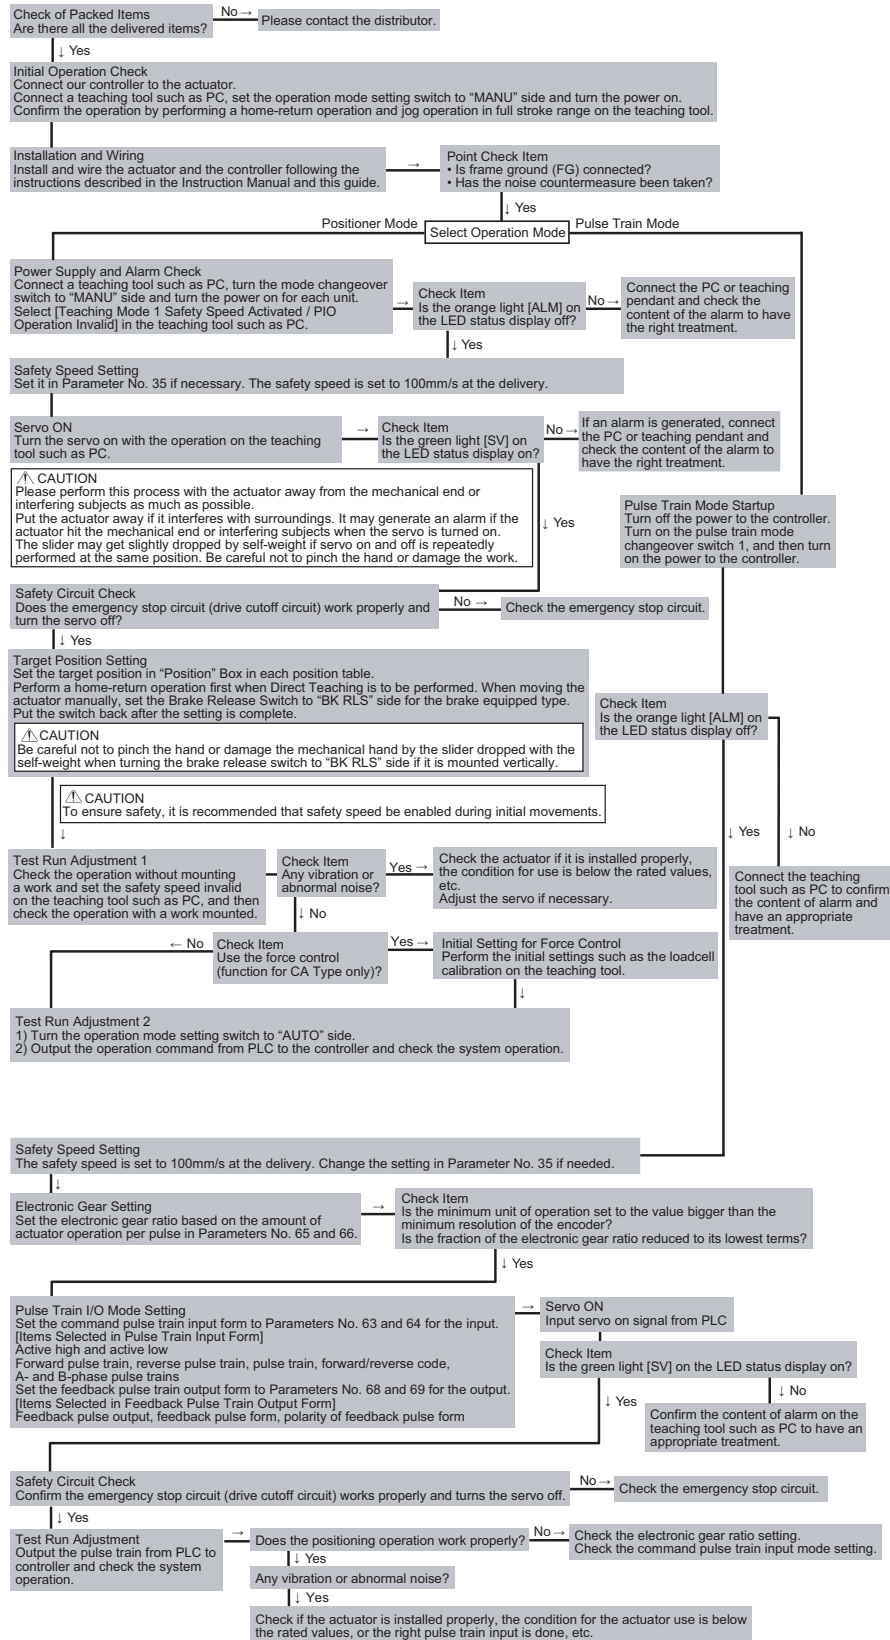 Check of Packed Items
Are there all the delivered items?
No →
Please contact the distributor.
↓ Yes
Initial Operation Check
Connect our controller to the actuator.
Connect a teaching tool such as PC, set the operation mode setting switch to “MANU” side and turn the power on.
Confirm the operation by performing a home-return operation and jog operation in full stroke range on the teaching tool.
Installation and Wiring
Install and wire the actuator and the controller following the
instructions described in the Instruction Manual and this guide.
→
Point Check Item
• Is frame ground (FG) connected?
• Has the noise countermeasure been taken?
↓ Yes
Positioner Mode
Select Operation Mode
Pulse Train Mode
Power Supply and Alarm Check
Connect a teaching tool such as PC, turn the mode changeover
switch to “MANU” side and turn the power on for each unit.
Select [Teaching Mode 1 Safety Speed Activated / PIO
Operation Invalid] in the teaching tool such as PC.
→
Check Item
Is the orange light [ALM] on
the LED status display off?
No →
Connect the PC or teaching
pendant and check the
content of the alarm to have
the right treatment.
↓ Yes
Safety Speed Setting
Set it in Parameter No. 35 if necessary. The safety speed is set to 100mm/s at the delivery.
Servo ON
Turn the servo on with the operation on the teaching
tool such as PC.
→
Check Item
Is the green light [SV] on
the LED status display on?
No →
If an alarm is generated, connect
the PC or teaching pendant and
check the content of the alarm to
have the right treatment.
⚠ CAUTION
Please perform this process with the actuator away from the mechanical end or
interfering subjects as much as possible.
Put the actuator away if it interferes with surroundings. It may generate an alarm if the
actuator hit the mechanical end or interfering subjects when the servo is turned on.
The slider may get slightly dropped by self-weight if servo on and off is repeatedly
performed at the same position. Be careful not to pinch the hand or damage the work.
↓ Yes
Pulse Train Mode Startup
Turn off the power to the controller.
Turn on the pulse train mode
changeover switch 1, and then turn
on the power to the controller.
Safety Circuit Check
Does the emergency stop circuit (drive cutoff circuit) work properly and
turn the servo off?
No →
Check the emergency stop circuit.
↓ Yes
Target Position Setting
Set the target position in “Position” Box in each position table.
Perform a home-return operation first when Direct Teaching is to be performed. When moving the
actuator manually, set the Brake Release Switch to “BK RLS” side for the brake equipped type.
Put the switch back after the setting is complete.
⚠ CAUTION
Be careful not to pinch the hand or damage the mechanical hand by the slider dropped with the
self-weight when turning the brake release switch to “BK RLS” side if it is mounted vertically.
Check Item
Is the orange light [ALM] on
the LED status display off?
⚠ CAUTION
To ensure safety, it is recommended that safety speed be enabled during initial movements.
↓
↓ Yes
↓ No
Test Run Adjustment 1
Check the operation without mounting
a work and set the safety speed invalid
on the teaching tool such as PC, and then
check the operation with a work mounted.
Check Item
Any vibration or
abnormal noise?
Yes →
Check the actuator if it is installed properly,
the condition for use is below the rated values,
etc.
Adjust the servo if necessary.
Connect the teaching
tool such as PC to confirm
the content of alarm and
have an appropriate
treatment.
↓ No
← No
Check Item
Use the force control
(function for CA Type only)?
Yes →
Initial Setting for Force Control
Perform the initial settings such as the loadcell
calibration on the teaching tool.
↓
Test Run Adjustment 2
1) Turn the operation mode setting switch to “AUTO” side.
2) Output the operation command from PLC to the controller and check the system operation.
Safety Speed Setting
The safety speed is set to 100mm/s at the delivery. Change the setting in Parameter No. 35 if needed.
↓
Electronic Gear Setting
Set the electronic gear ratio based on the amount of
actuator operation per pulse in Parameters No. 65 and 66.
→
Check Item
Is the minimum unit of operation set to the value bigger than the
minimum resolution of the encoder?
Is the fraction of the electronic gear ratio reduced to its lowest terms?
↓ Yes
Pulse Train I/O Mode Setting
Set the command pulse train input form to Parameters No. 63 and 64 for the input.
[Items Selected in Pulse Train Input Form]
Active high and active low
Forward pulse train, reverse pulse train, pulse train, forward/reverse code,
A- and B-phase pulse trains
Set the feedback pulse train output form to Parameters No. 68 and 69 for the output.
[Items Selected in Feedback Pulse Train Output Form]
Feedback pulse output, feedback pulse form, polarity of feedback pulse form
→
Servo ON
Input servo on signal from PLC
Check Item
Is the green light [SV] on the LED status display on?
↓ Yes
↓ No
Confirm the content of alarm on the
teaching tool such as PC to have an
appropriate treatment.
Safety Circuit Check
Confirm the emergency stop circuit (drive cutoff circuit) works properly and turns the servo off.
No →
Check the emergency stop circuit.
↓ Yes
Test Run Adjustment
Output the pulse train from PLC to
controller and check the system
operation.
→
Does the positioning operation work properly?
No →
Check the electronic gear ratio setting.
Check the command pulse train input mode setting.
↓ Yes
Any vibration or abnormal noise?
↓ Yes
Check if the actuator is installed properly, the condition for the actuator use is below
the rated values, or the right pulse train input is done, etc.